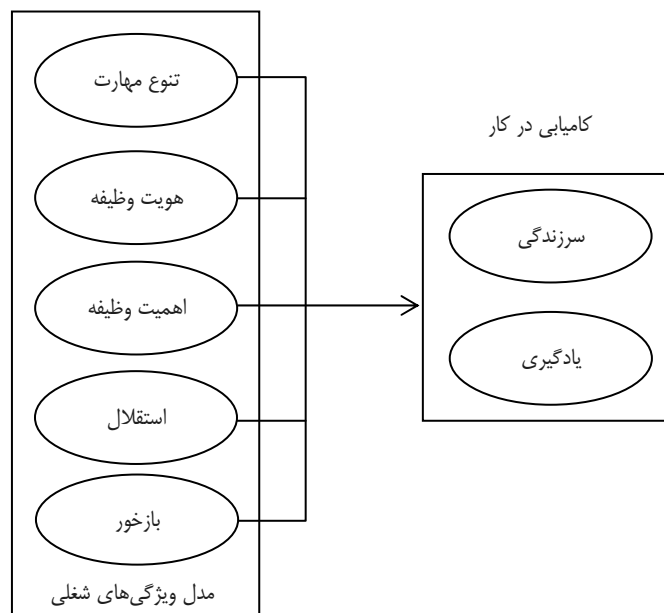 تنوع مهارت
هویت وظیفه
اهمیت وظیفه
استقلال
بازخور
مدل ویژگی‌های شغلی
کامیابی در کار
سرزندگی
یادگیری